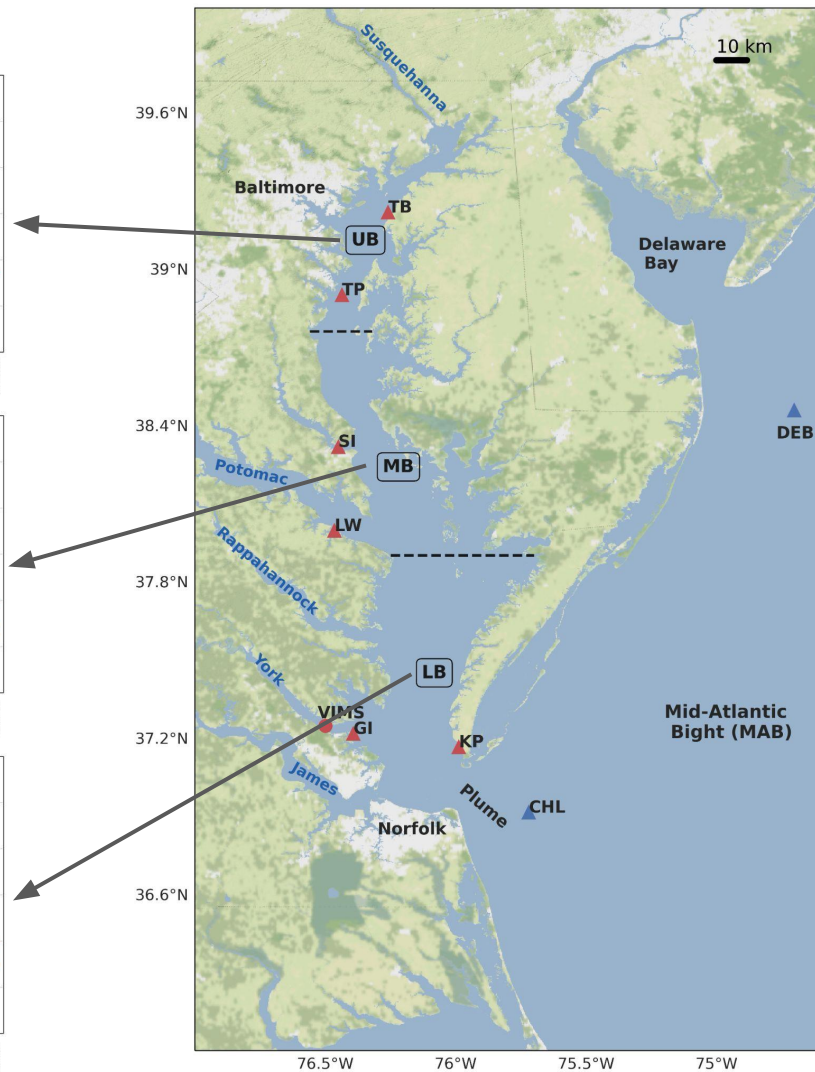 Susquehanna
10 km
39.6°N
Baltimore
TB
UB
Delaware
Bay
39°N
TP
38.4°N
DEB
SI
MB
Potomac
LW
Rappahannock
37.8°N
York
LB
VIMS
GI
Mid-Atlantic
Bight (MAB)
37.2°N
KP
James
Plume
CHL
Norfolk
36.6°N
76.5°W
76°W
75.5°W
75°W